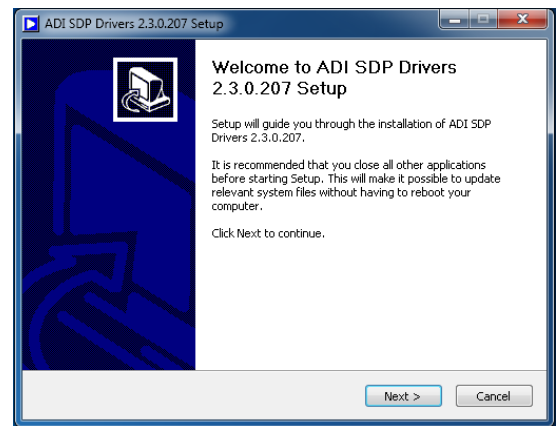 ADI SDP Drivers 2.3.0.207 Setup
Welcome to ADI SDP Drivers
2.3.0.207 Setup
Setup will guide you through the installation of ADI SDP
Drivers 2.3.0.207.
It is recommended that you close all other applications
before starting Setup. This will make it possible to update
relevant system files without having to reboot your
computer.
Click Next to continue.
Next >
Cancel